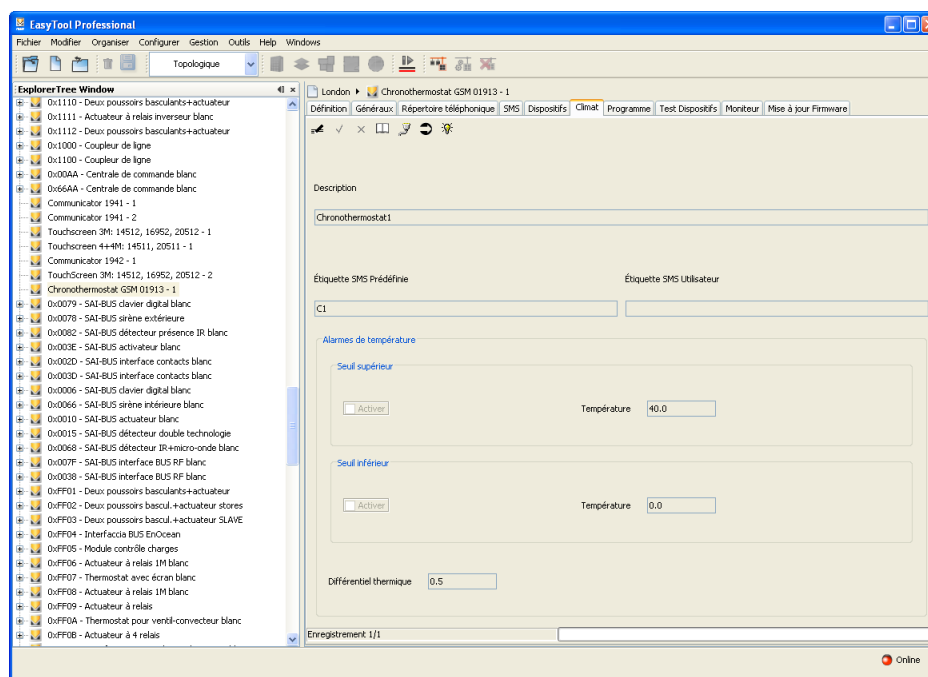 EasyTool Professional
Fichier Modifier Organiser Configurer Gestion Outils Help Windows
Topologique
ExplorerTree Window
0x1110 - Deux poussoirs basculants+actuateur
0x1111 - Actuateur à relais inverseur blanc
0x1112 - Deux poussoirs basculants+actuateur
0x1000 - Coupleur de ligne
0x1100 - Coupleur de ligne
0x00AA - Centrale de commande blanc
0x66AA - Centrale de commande blanc
Communicator 1941 - 1
Communicator 1941 - 2
Touchscreen 3M: 14512, 16952, 20512 - 1
Touchscreen 4+4M: 14511, 20511 - 1
Communicator 1942 - 1
TouchScreen 3M: 14512, 16952, 20512 - 2
Chronothermostat GSM 01913 - 1
0x0079 - SAI-BUS clavier digital blanc
0x0078 - SAI-BUS sirène extérieure
0x0082 - SAI-BUS détecteur présence IR blanc
0x003E - SAI-BUS activateur blanc
0x002D - SAI-BUS interface contacts blanc
0x003D - SAI-BUS interface contacts blanc
0x0006 - SAI-BUS clavier digital blanc
0x0066 - SAI-BUS sirène intérieure blanc
0x0010 - SAI-BUS actuateur blanc
0x0015 - SAI-BUS détecteur double technologie
0x0068 - SAI-BUS détecteur IR+micro-onde blanc
0x007F - SAI-BUS interface BUS RF blanc
0x0038 - SAI-BUS interface BUS RF blanc
0xFF01 - Deux poussoirs basculants+actuateur
0xFF02 - Deux poussoirs bascul.+actuateur stores
0xFF03 - Deux poussoirs bascul.+actuateur SLAVE
0xFF04 - Interfaccia BUS EnOcean
0xFF05 - Module contrôle charges
0xFF06 - Actuateur à relais 1M blanc
0xFF07 - Thermostat avec écran blanc
0xFF08 - Actuateur à relais 1M blanc
0xFF09 - Actuateur à relais
0xFF0A - Thermostat pour ventil-convecteur blanc
0xFF0B - Actuateur à 4 relais
London Chronothermostat GSM 01913 - 1
Définition Généraux Répertoire téléphonique SMS Dispositifs Climat Programme Test Dispositifs Moniteur Mise à jour Firmware
Description
Chronothermostat1
Étiquette SMS Prédéfinie Étiquette SMS Utilisateur
C1
Alarmes de température
Seuil supérieur
Activer Température 40.0
Seuil inférieur
Activer Température 0.0
Différentiel thermique 0.5
Enregistrement 1/1
Online